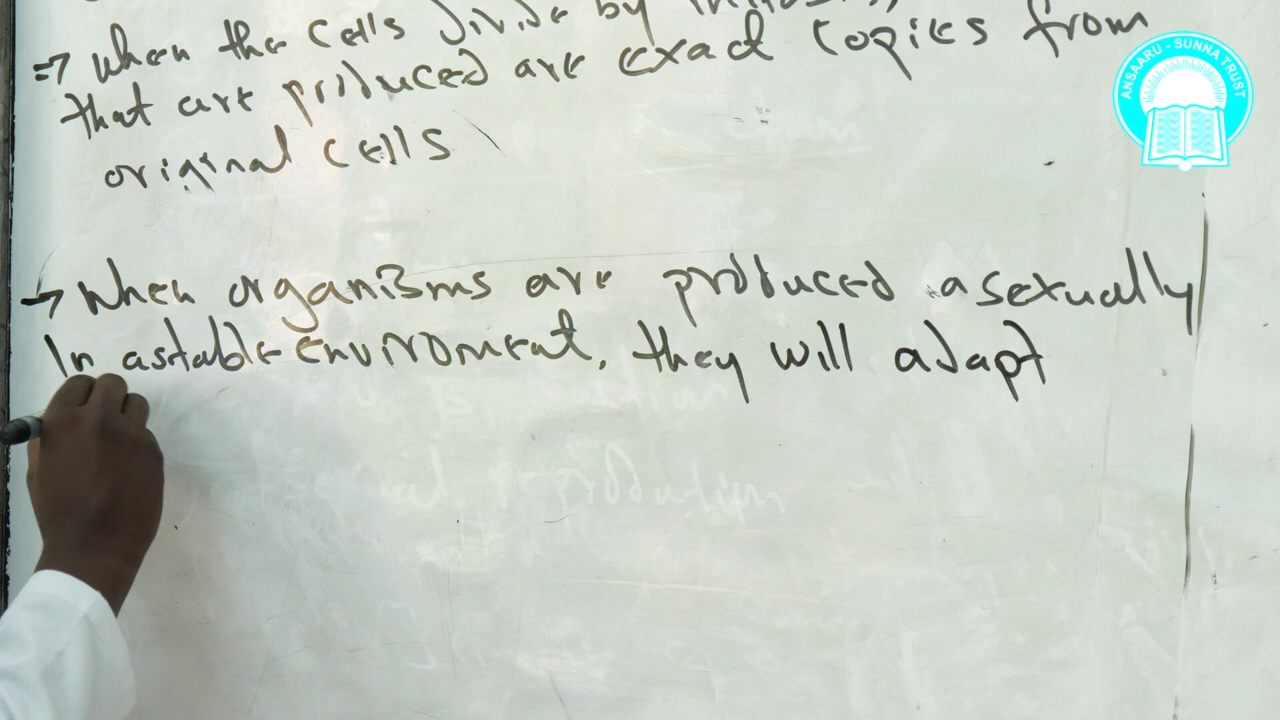 ⇒ When the cells divide by
that are produced are exact copies from
original cells
→ When organisms are produced asexually
In a stable enviroment, they will adapt
ANSAARU - SUNNA TRUST